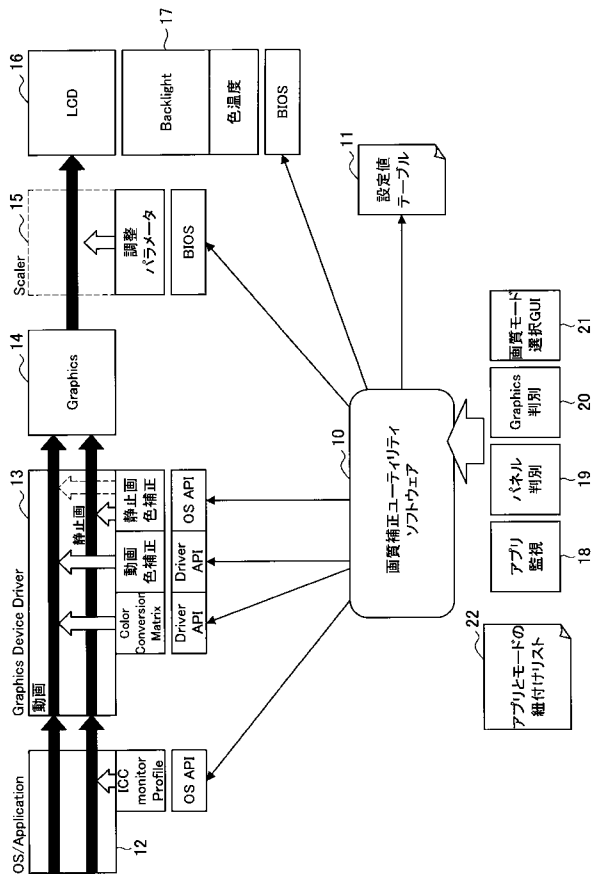 OS/Application
12
ICC
monitor
Profile
OS API
Graphics Device Driver
13
動画
静止画
Color
Conversion
Matrix
動画
色補正
静止画
色補正
Driver
API
Driver
API
OS API
14
Graphics
Scaler
15
調整
パラメータ
BIOS
16
LCD
17
Backlight
色温度
BIOS
10
画質補正ユーティリティ
ソフトウェア
11
設定値
テーブル
22
アプリとモードの
紐付けリスト
アプリ
監視
18
パネル
判別
19
Graphics
判別
20
画質モード
選択GUI
21